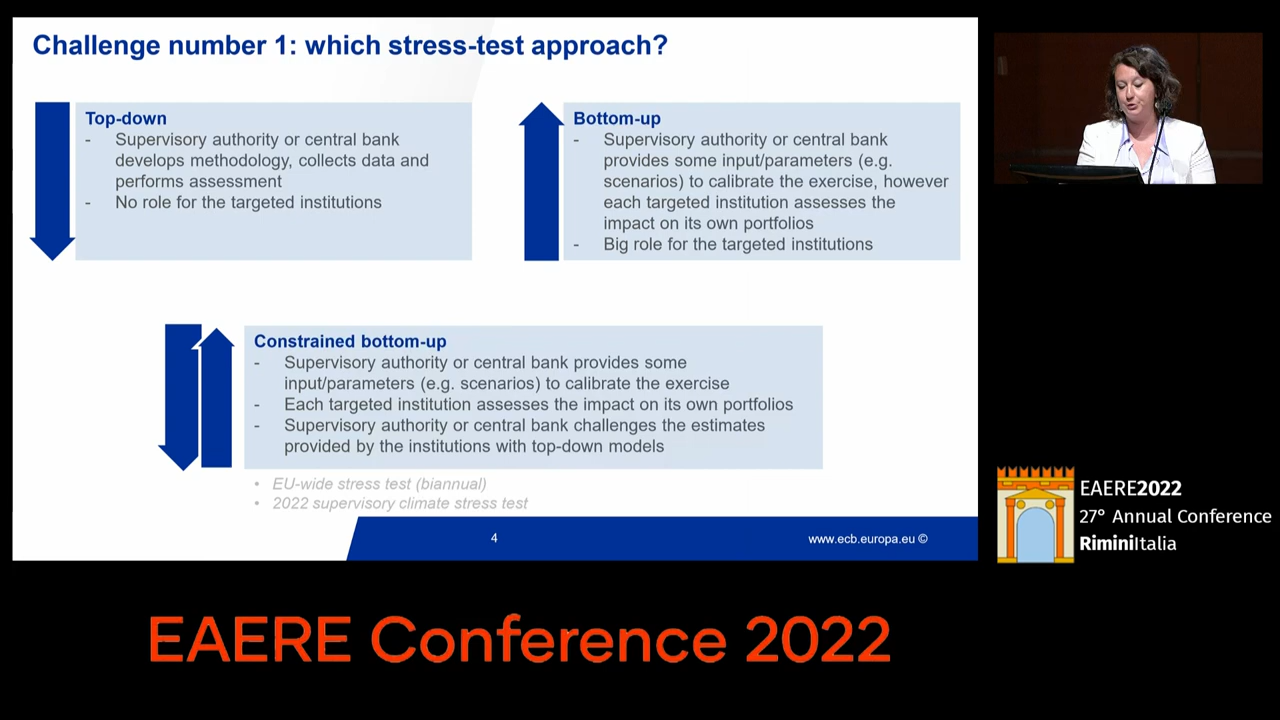 Challenge number 1: which stress-test approach?
Top-down
- Supervisory authority or central bank
develops methodology, collects data and
performs assessment
- No role for the targeted institutions
Bottom-up
- Supervisory authority or central bank
provides some input/parameters (e.g.
scenarios) to calibrate the exercise, however
each targeted institution assesses the
impact on its own portfolios
- Big role for the targeted institutions
Constrained bottom-up
- Supervisory authority or central bank provides some
input/parameters (e.g. scenarios) to calibrate the exercise
- Each targeted institution assesses the impact on its own portfolios
- Supervisory authority or central bank challenges the estimates
provided by the institutions with top-down models
• EU-wide stress test (biannual)
• 2022 supervisory climate stress test
4
www.ecb.europa.eu ©
EAERE2022
27° Annual Conference
RiminiItalia
EAERE Conference 2022